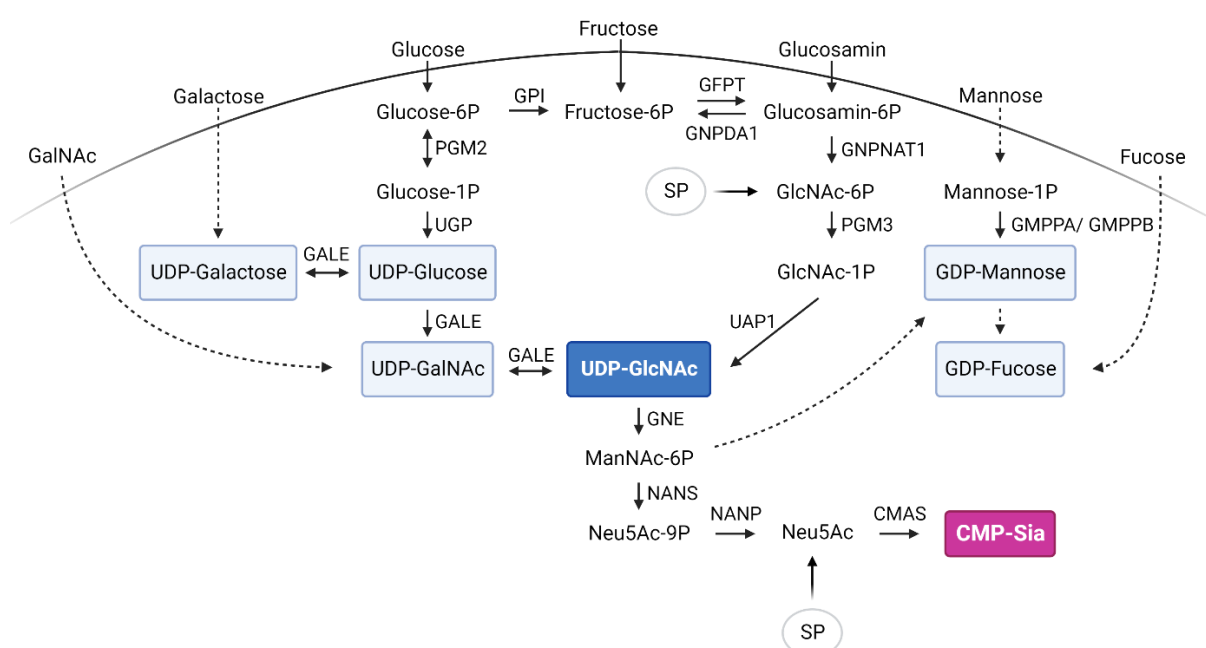 Fructose
Glucose
Glucosamin
Galactose
Mannose
GalNAc
Fucose
Glucose-6P
GPI
Fructose-6P
GFPT
GNPDA1
Glucosamin-6P
PGM2
GNPNAT1
Glucose-1P
SP
GlcNAc-6P
Mannose-1P
UGP
PGM3
GMPPA/ GMPPB
UDP-Galactose
GALE
UDP-Glucose
GlcNAc-1P
GDP-Mannose
GALE
UAP1
UDP-GalNAc
GALE
UDP-GlcNAc
GDP-Fucose
GNE
ManNAc-6P
NANS
Neu5Ac-9P
NANP
Neu5Ac
CMAS
CMP-Sia
SP